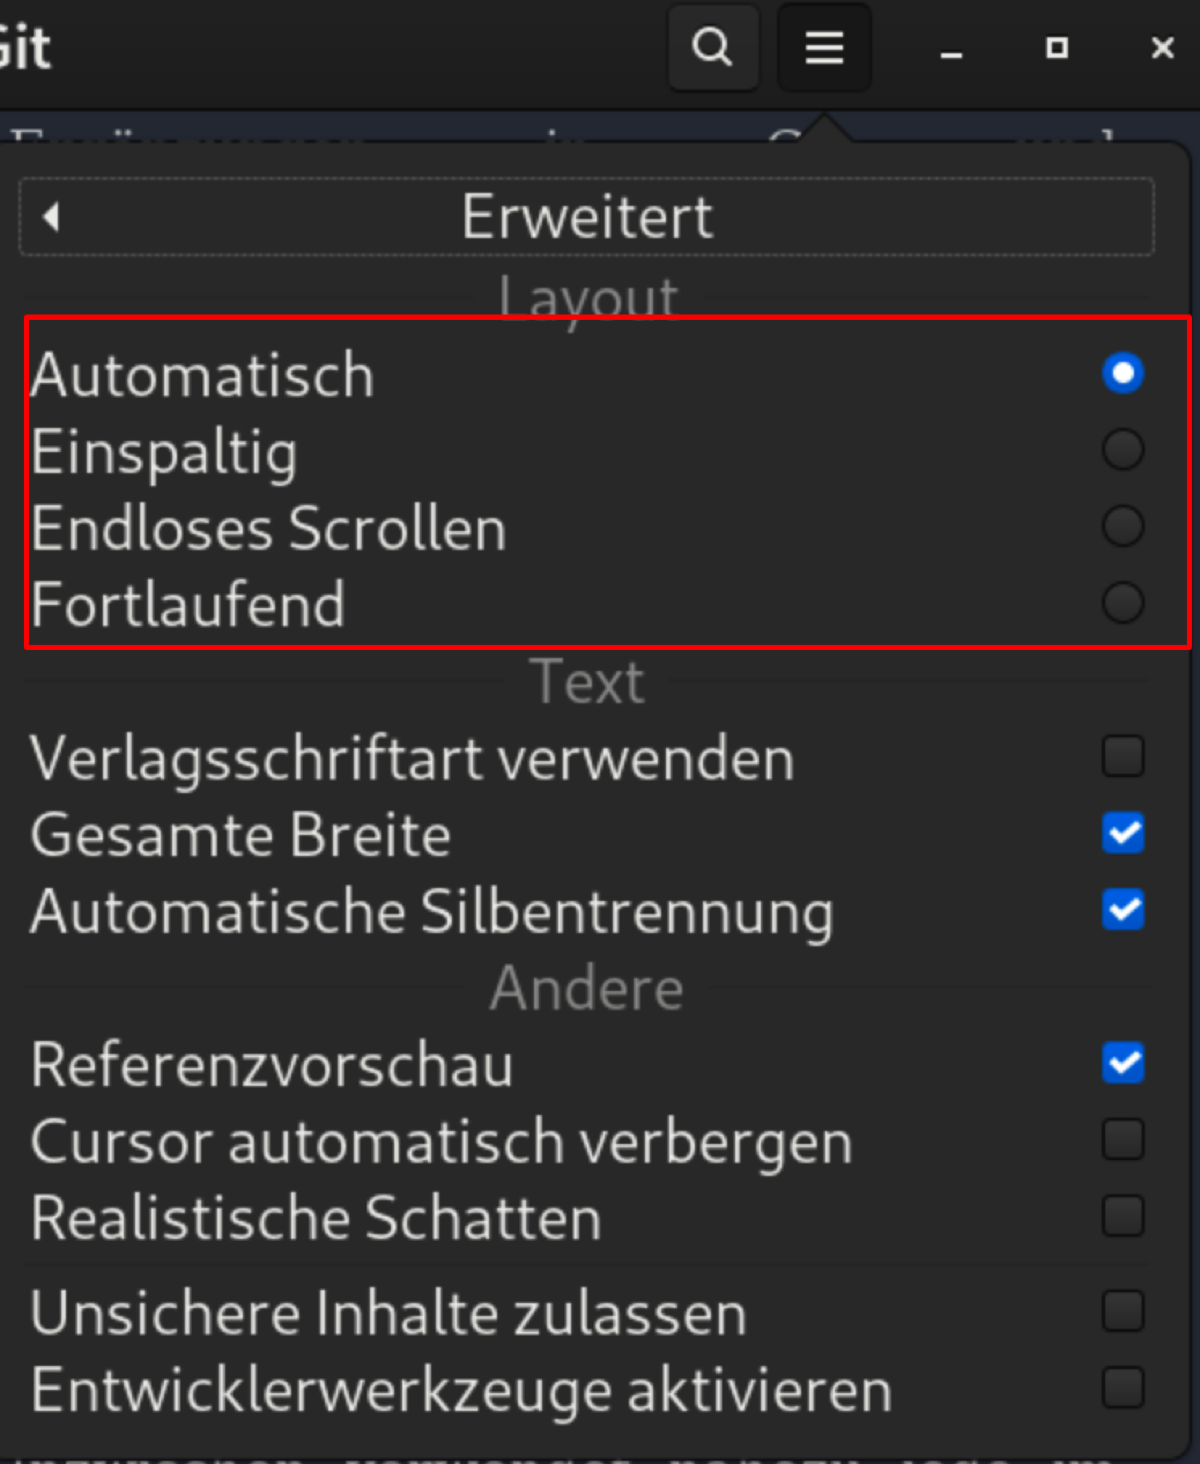 Git
Erweitert
Layout
Automatisch
Einspaltig
Endloses Scrollen
Fortlaufend
Text
Verlagsschriftart verwenden
Gesamte Breite
Automatische Silbentrennung
Andere
Referenzvorschau
Cursor automatisch verbergen
Realistische Schatten
Unsichere Inhalte zulassen
Entwicklerwerkzeuge aktivieren